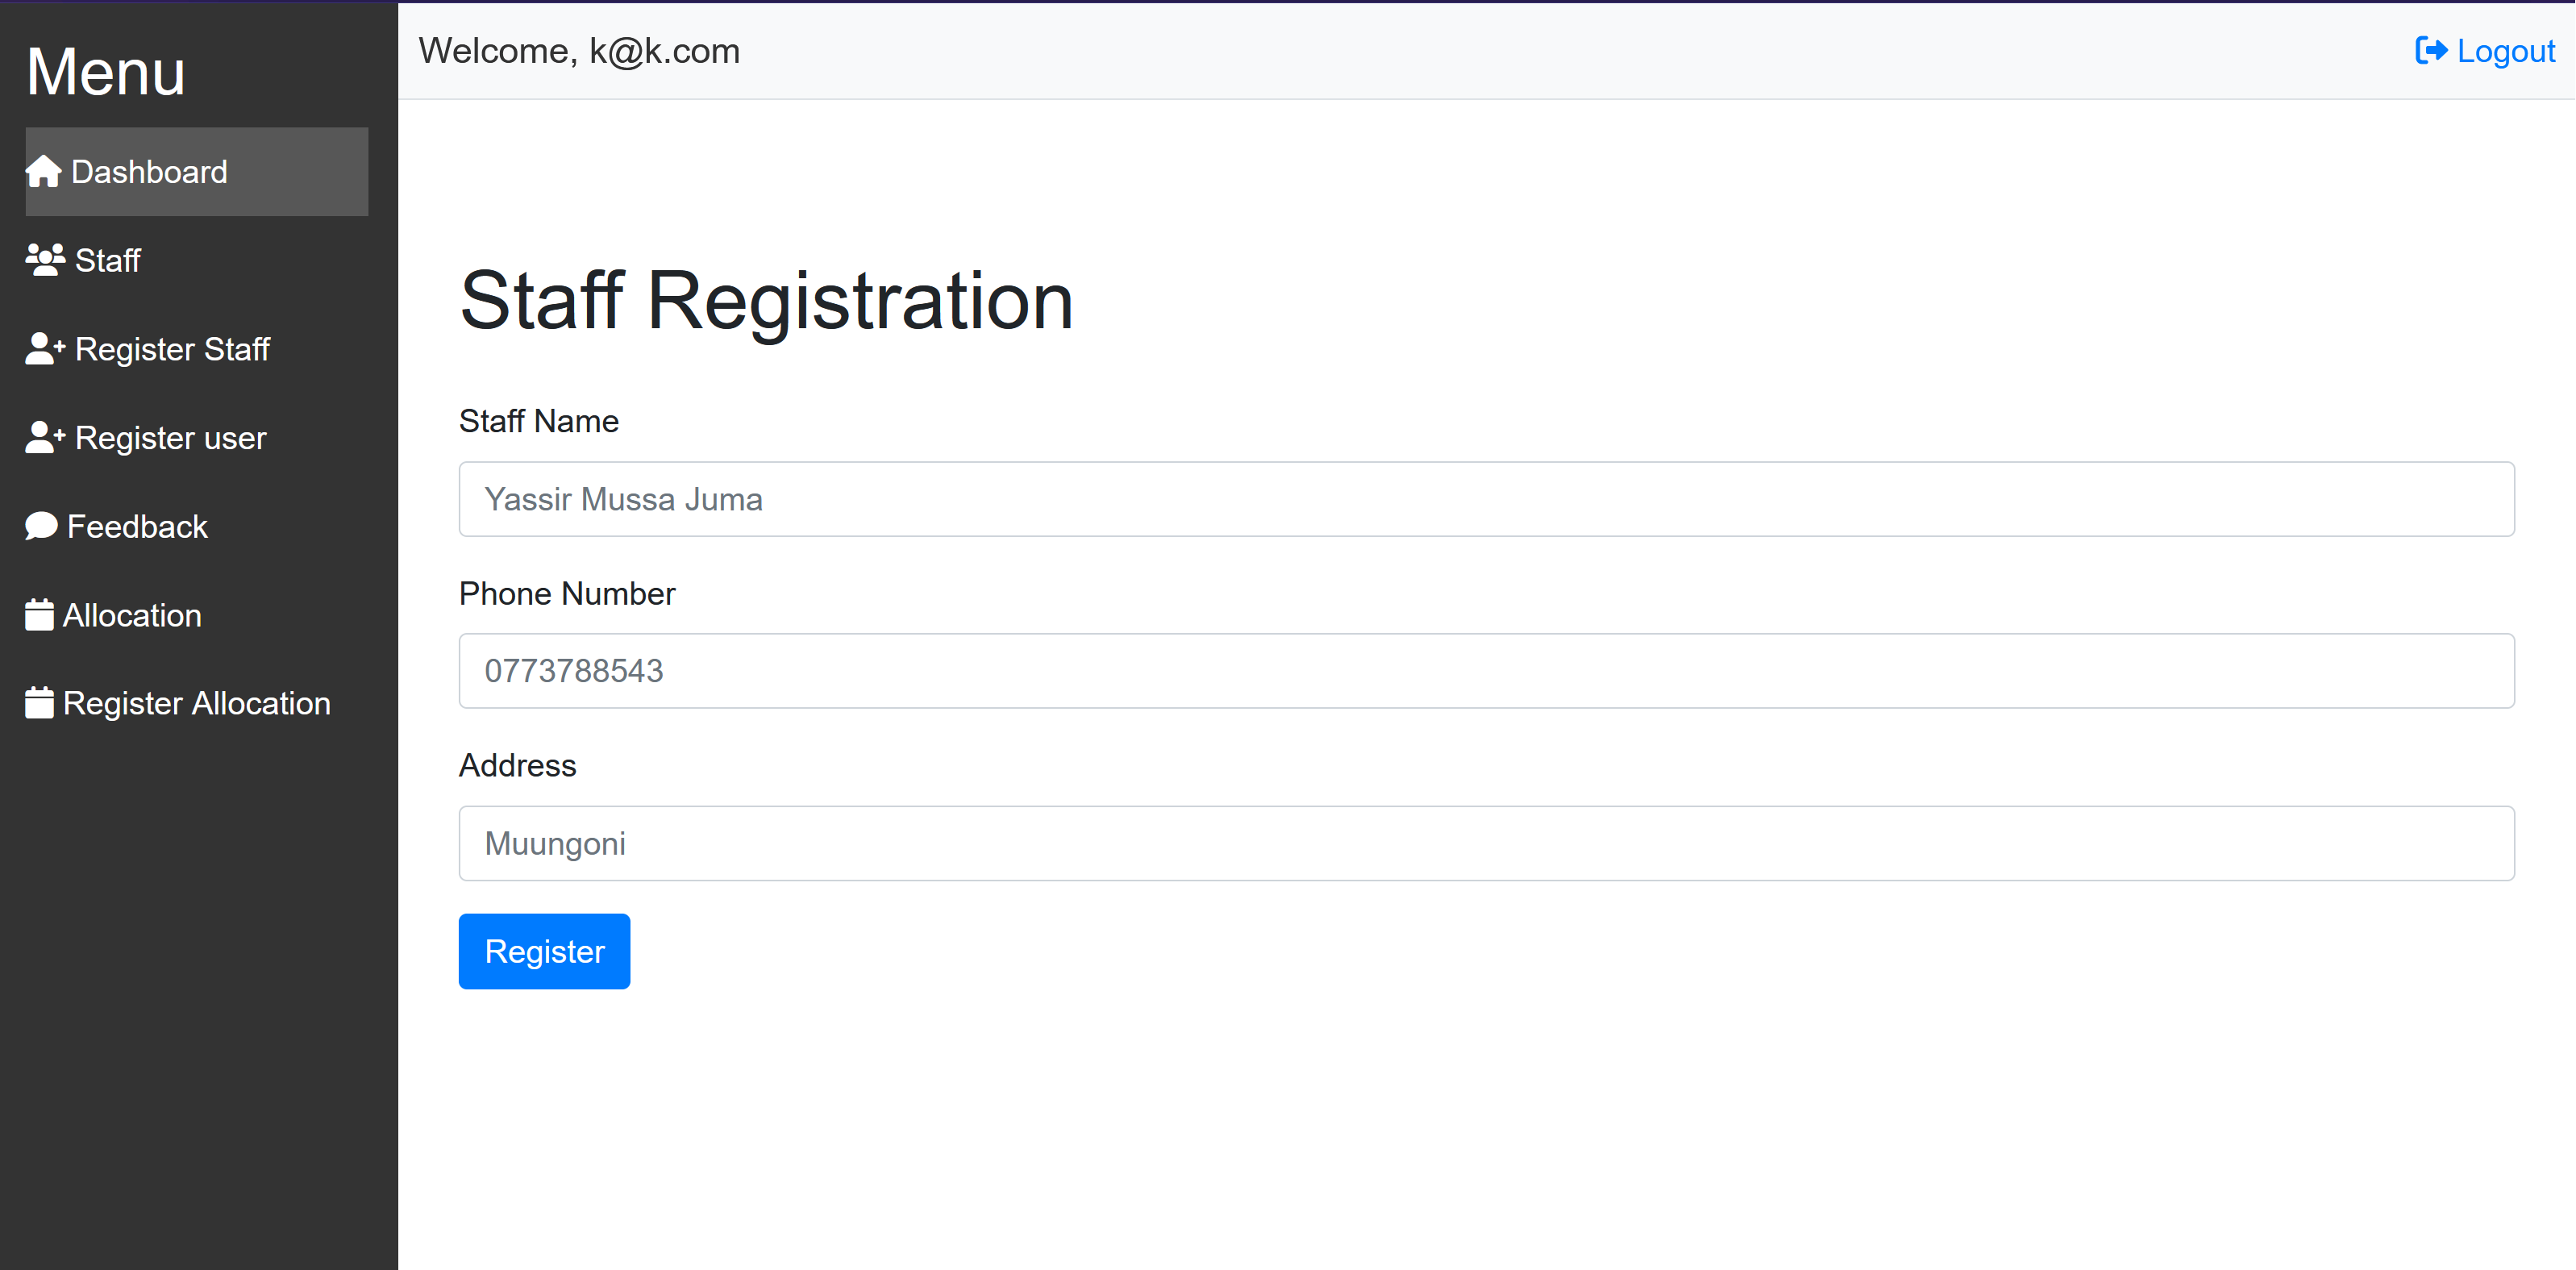 Menu
Dashboard
Staff
Register Staff
Register user
Feedback
Allocation
Register Allocation
Welcome, k@k.com
Logout
Staff Registration
Staff Name
Yassir Mussa Juma
Phone Number
0773788543
Address
Muungoni
Register